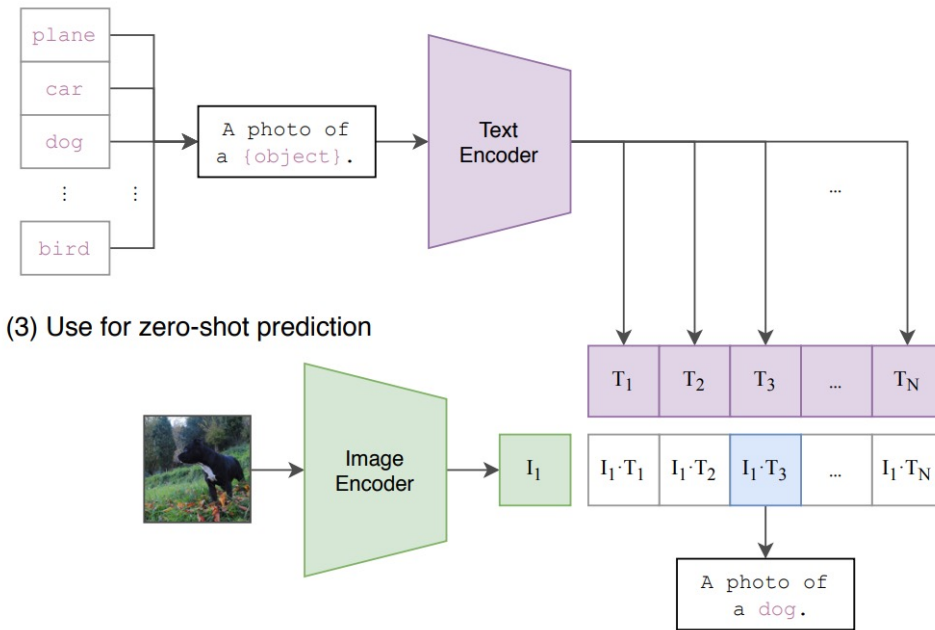 plane
car
dog
⋮ ⋮
bird
A photo of
a {object}.
Text
Encoder
...
(3) Use for zero-shot prediction
T1 T2 T3 ... TN
Image
Encoder
I1
I1·T1 I1·T2 I1·T3 ... I1·TN
A photo of
a dog.